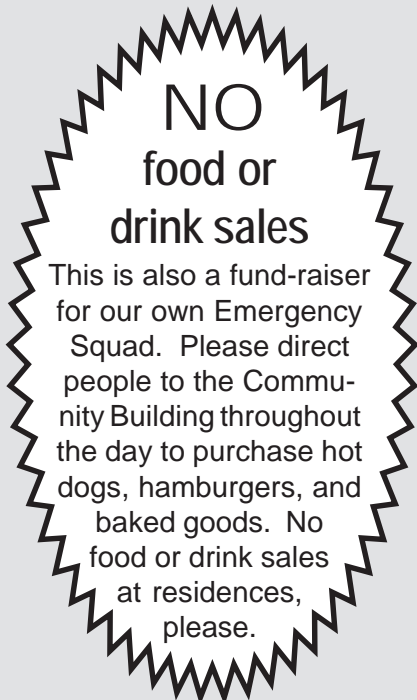 NO
food or
drink sales
This is also a fund-raiser
for our own Emergency
Squad.  Please direct
people to the Commu-
nity Building throughout
the day to purchase hot
dogs, hamburgers, and
baked goods.  No
food or drink sales
at residences,
please.